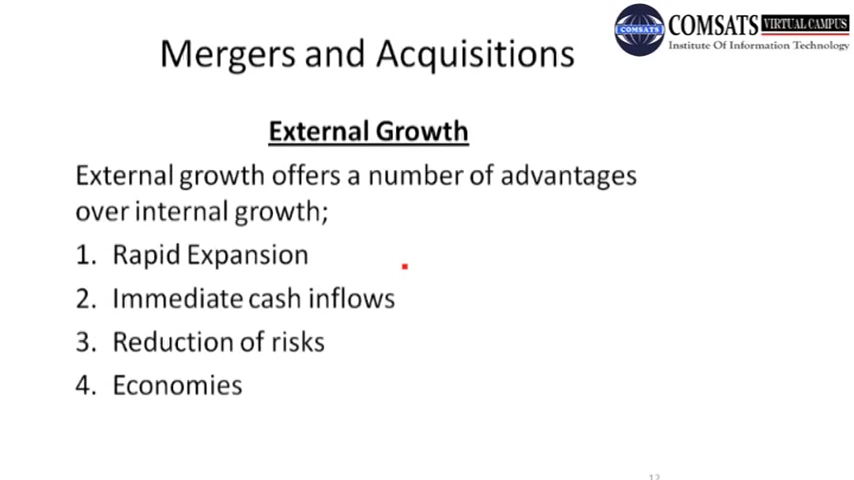 COMSATS VIRTUAL CAMPUS
COMSATS
Institute Of Information Technology
Mergers and Acquisitions
External Growth
External growth offers a number of advantages
over internal growth;
1. Rapid Expansion
2. Immediate cash inflows
3. Reduction of risks
4. Economies
12